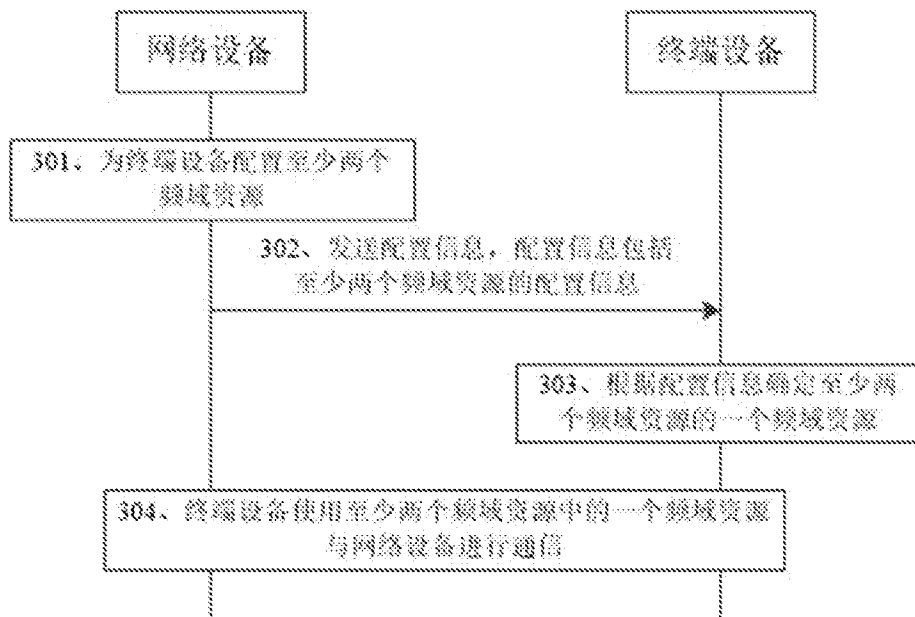 网络设备
终端设备
301、为终端设备配置至少两个
频域资源
302、发送配置信息，配置信息包括
至少两个频域资源的配置信息
303、根据配置信息确定至少两
个频域资源的一个频域资源
304、终端设备使用至少两个频域资源中的一个频域资源
与网络设备进行通信